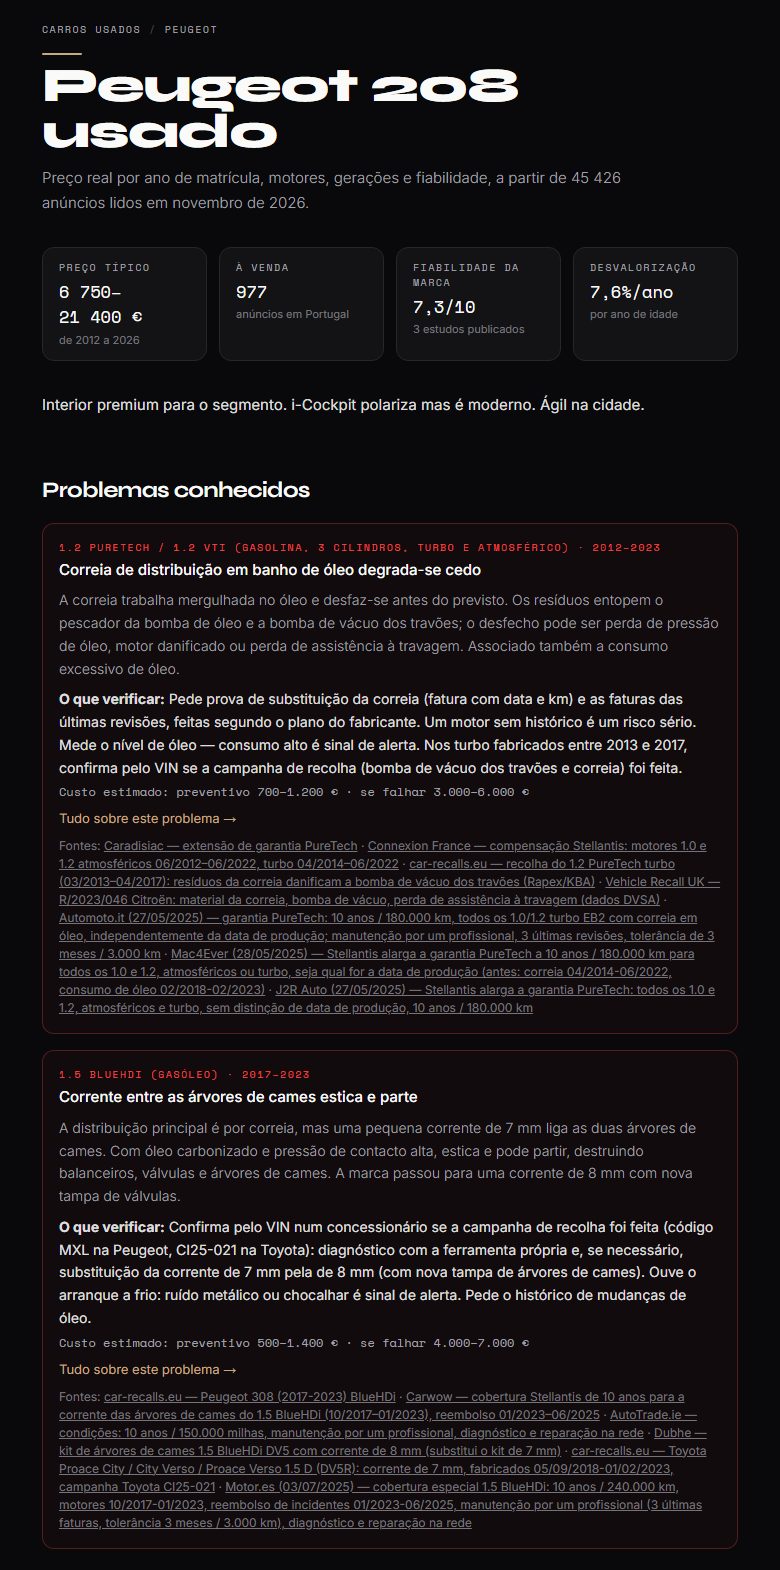 CARROS USADOS / PEUGEOT
Peugeot 208
usado
Preço real por ano de matrícula, motores, gerações e fiabilidade, a partir de 45 426
anúncios lidos em novembro de 2026.
PREÇO TÍPICO
6 750–
21 400 €
de 2012 a 2026
À VENDA
977
anúncios em Portugal
FIABILIDADE DA
MARCA
7,3/10
3 estudos publicados
DESVALORIZAÇÃO
7,6%/ano
por ano de idade
Interior premium para o segmento. i-Cockpit polariza mas é moderno. Ágil na cidade.
Problemas conhecidos
1.2 PURETECH / 1.2 VTI (GASOLINA, 3 CILINDROS, TURBO E ATMOSFÉRICO) · 2012–2023
Correia de distribuição em banho de óleo degrada-se cedo
A correia trabalha mergulhada no óleo e desfaz-se antes do previsto. Os resíduos entopem o
pescador da bomba de óleo e a bomba de vácuo dos travões; o desfecho pode ser perda de pressão
de óleo, motor danificado ou perda de assistência à travagem. Associado também a consumo
excessivo de óleo.
O que verificar: Pede prova de substituição da correia (fatura com data e km) e as faturas das
últimas revisões, feitas segundo o plano do fabricante. Um motor sem histórico é um risco sério.
Mede o nível de óleo — consumo alto é sinal de alerta. Nos turbo fabricados entre 2013 e 2017,
confirma pelo VIN se a campanha de recolha (bomba de vácuo dos travões e correia) foi feita.
Custo estimado: preventivo 700–1.200 € · se falhar 3.000–6.000 €
Tudo sobre este problema →
Fontes: Caradisiac — extensão de garantia PureTech · Connexion France — compensação Stellantis: motores 1.0 e
1.2 atmosféricos 06/2012–06/2022, turbo 04/2014–06/2022 · car-recalls.eu — recolha do 1.2 PureTech turbo
(03/2013–04/2017): resíduos da correia danificam a bomba de vácuo dos travões (Rapex/KBA) · Vehicle Recall UK —
R/2023/046 Citroën: material da correia, bomba de vácuo, perda de assistência à travagem (dados DVSA) ·
Automoto.it (27/05/2025) — garantia PureTech: 10 anos / 180.000 km, todos os 1.0/1.2 turbo EB2 com correia em
óleo, independentemente da data de produção; manutenção por um profissional, 3 últimas revisões, tolerância de 3
meses / 3.000 km · Mac4Ever (28/05/2025) — Stellantis alarga a garantia PureTech a 10 anos / 180.000 km para
todos os 1.0 e 1.2, atmosféricos ou turbo, seja qual for a data de produção (antes: correia 04/2014-06/2022,
consumo de óleo 02/2018-02/2023) · J2R Auto (27/05/2025) — Stellantis alarga a garantia PureTech: todos os 1.0 e
1.2, atmosféricos e turbo, sem distinção de data de produção, 10 anos / 180.000 km
1.5 BLUEHDI (GASÓLEO) · 2017–2023
Corrente entre as árvores de cames estica e parte
A distribuição principal é por correia, mas uma pequena corrente de 7 mm liga as duas árvores de
cames. Com óleo carbonizado e pressão de contacto alta, estica e pode partir, destruindo
balanceiros, válvulas e árvores de cames. A marca passou para uma corrente de 8 mm com nova
tampa de válvulas.
O que verificar: Confirma pelo VIN num concessionário se a campanha de recolha foi feita (código
MXL na Peugeot, CI25-021 na Toyota): diagnóstico com a ferramenta própria e, se necessário,
substituição da corrente de 7 mm pela de 8 mm (com nova tampa de árvores de cames). Ouve o
arranque a frio: ruído metálico ou chocalhar é sinal de alerta. Pede o histórico de mudanças de
óleo.
Custo estimado: preventivo 500–1.400 € · se falhar 4.000–7.000 €
Tudo sobre este problema →
Fontes: car-recalls.eu — Peugeot 308 (2017-2023) BlueHDi · Carwow — cobertura Stellantis de 10 anos para a
corrente das árvores de cames do 1.5 BlueHDi (10/2017–01/2023), reembolso 01/2023–06/2025 · AutoTrade.ie —
condições: 10 anos / 150.000 milhas, manutenção por um profissional, diagnóstico e reparação na rede · Dubhe —
kit de árvores de cames 1.5 BlueHDi DV5 com corrente de 8 mm (substitui o kit de 7 mm) · car-recalls.eu — Toyota
Proace City / City Verso / Proace Verso 1.5 D (DV5R): corrente de 7 mm, fabricados 05/09/2018-01/02/2023,
campanha Toyota CI25-021 · Motor.es (03/07/2025) — cobertura especial 1.5 BlueHDi: 10 anos / 240.000 km,
motores 10/2017-01/2023, reembolso de incidentes 01/2023-06/2025, manutenção por um profissional (3 últimas
faturas, tolerância 3 meses / 3.000 km), diagnóstico e reparação na rede